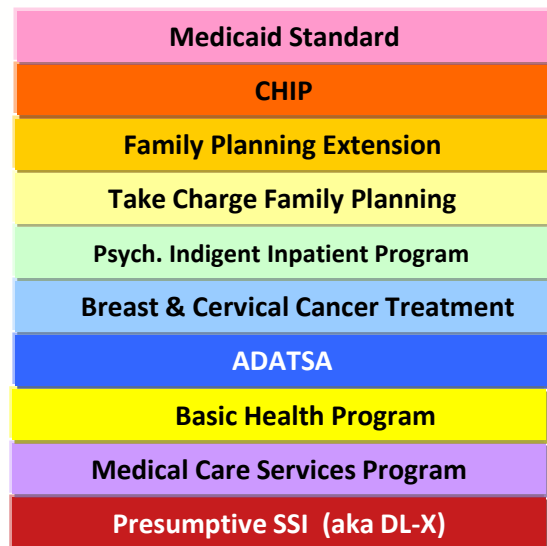 Medicaid Standard
CHIP
Family Planning Extension
Take Charge Family Planning
Psych. Indigent Inpatient Program
Breast & Cervical Cancer Treatment
ADATSA
Basic Health Program
Medical Care Services Program
Presumptive SSI (aka DL-X)